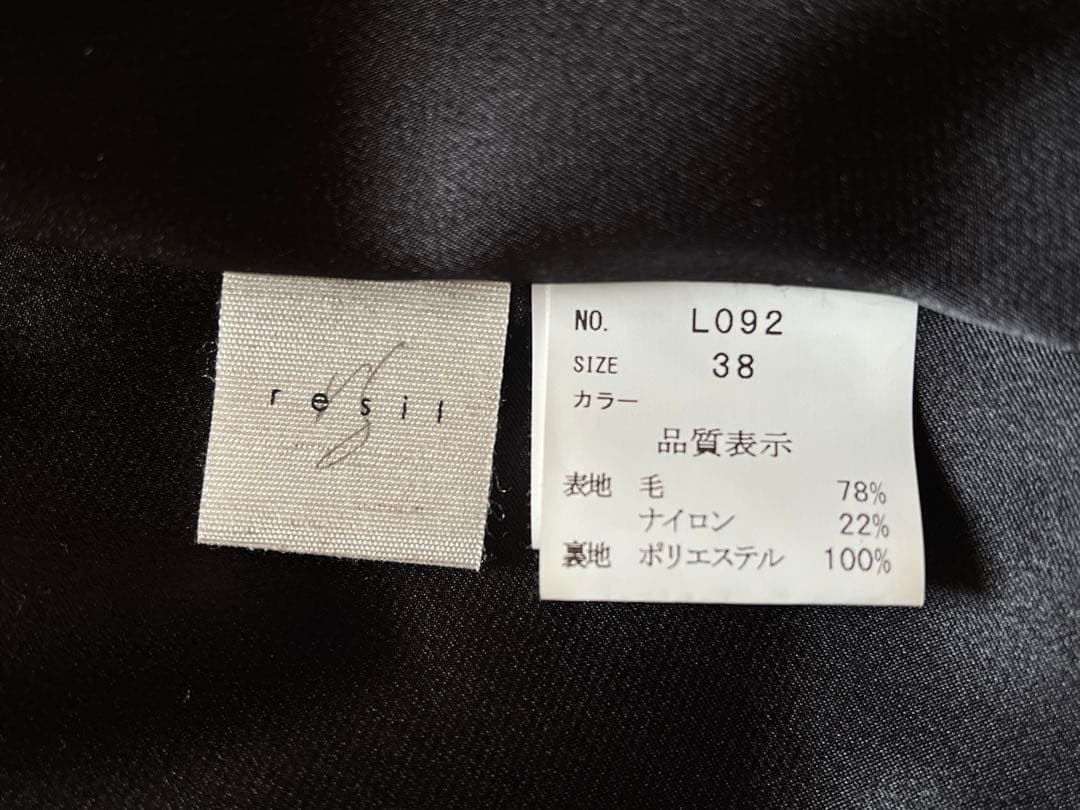 resil
NO. L092
SIZE 38
カラー
品質表示
表地 毛 78%
ナイロン 22%
裏地 ポリエステル 100%